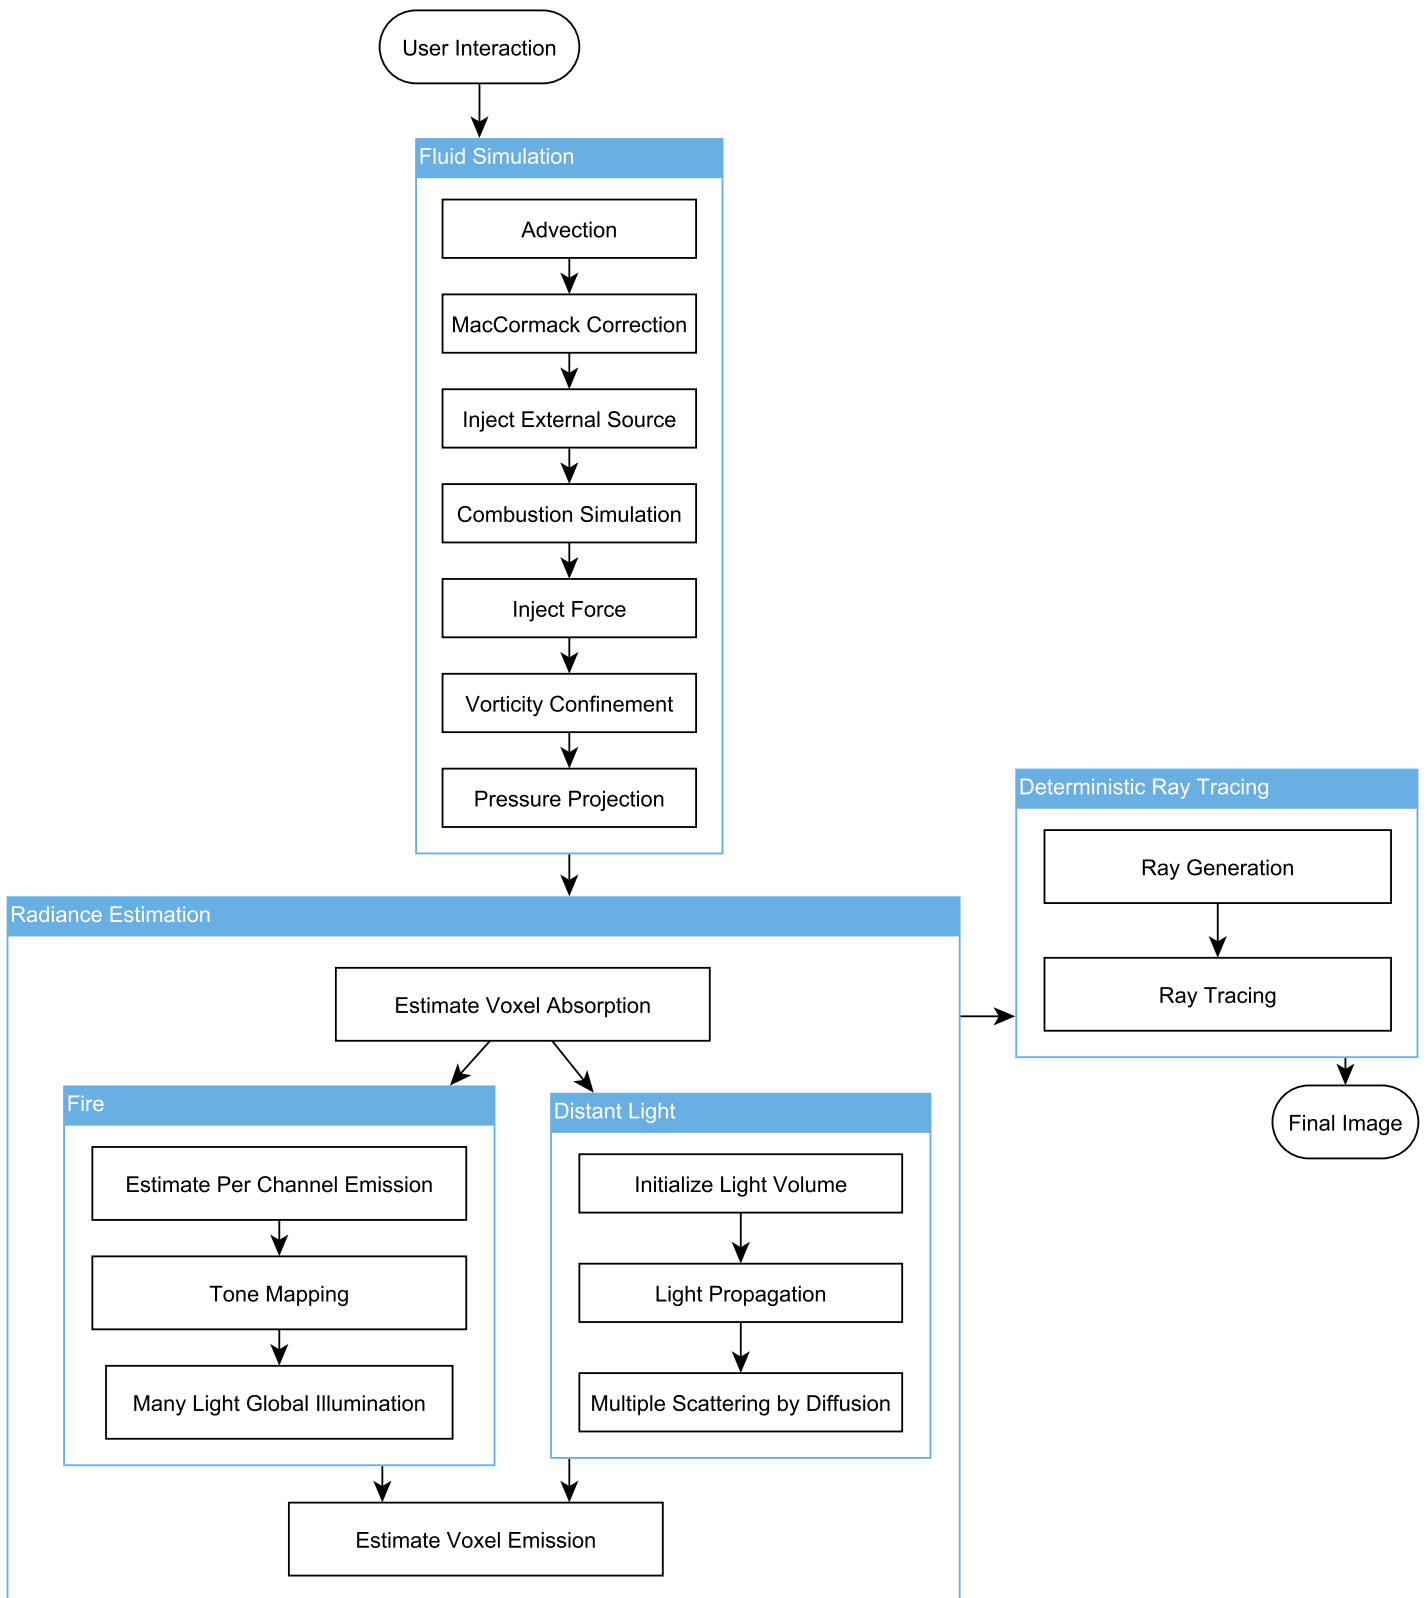 User Interaction
Fluid Simulation
Advection
MacCormack Correction
Inject External Source
Combustion Simulation
Inject Force
Vorticity Confinement
Pressure Projection
Radiance Estimation
Estimate Voxel Absorption
Fire
Estimate Per Channel Emission
Tone Mapping
Many Light Global Illumination
Distant Light
Initialize Light Volume
Light Propagation
Multiple Scattering by Diffusion
Estimate Voxel Emission
Deterministic Ray Tracing
Ray Generation
Ray Tracing
Final Image